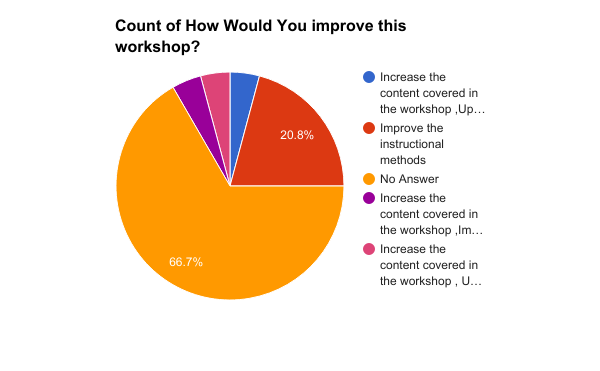 Count of How Would You improve this
workshop?
20.8%
66.7%
Increase the
content covered in
the workshop ,Up…
Improve the
instructional
methods
No Answer
Increase the
content covered in
the workshop ,Im…
Increase the
content covered in
the workshop , U…